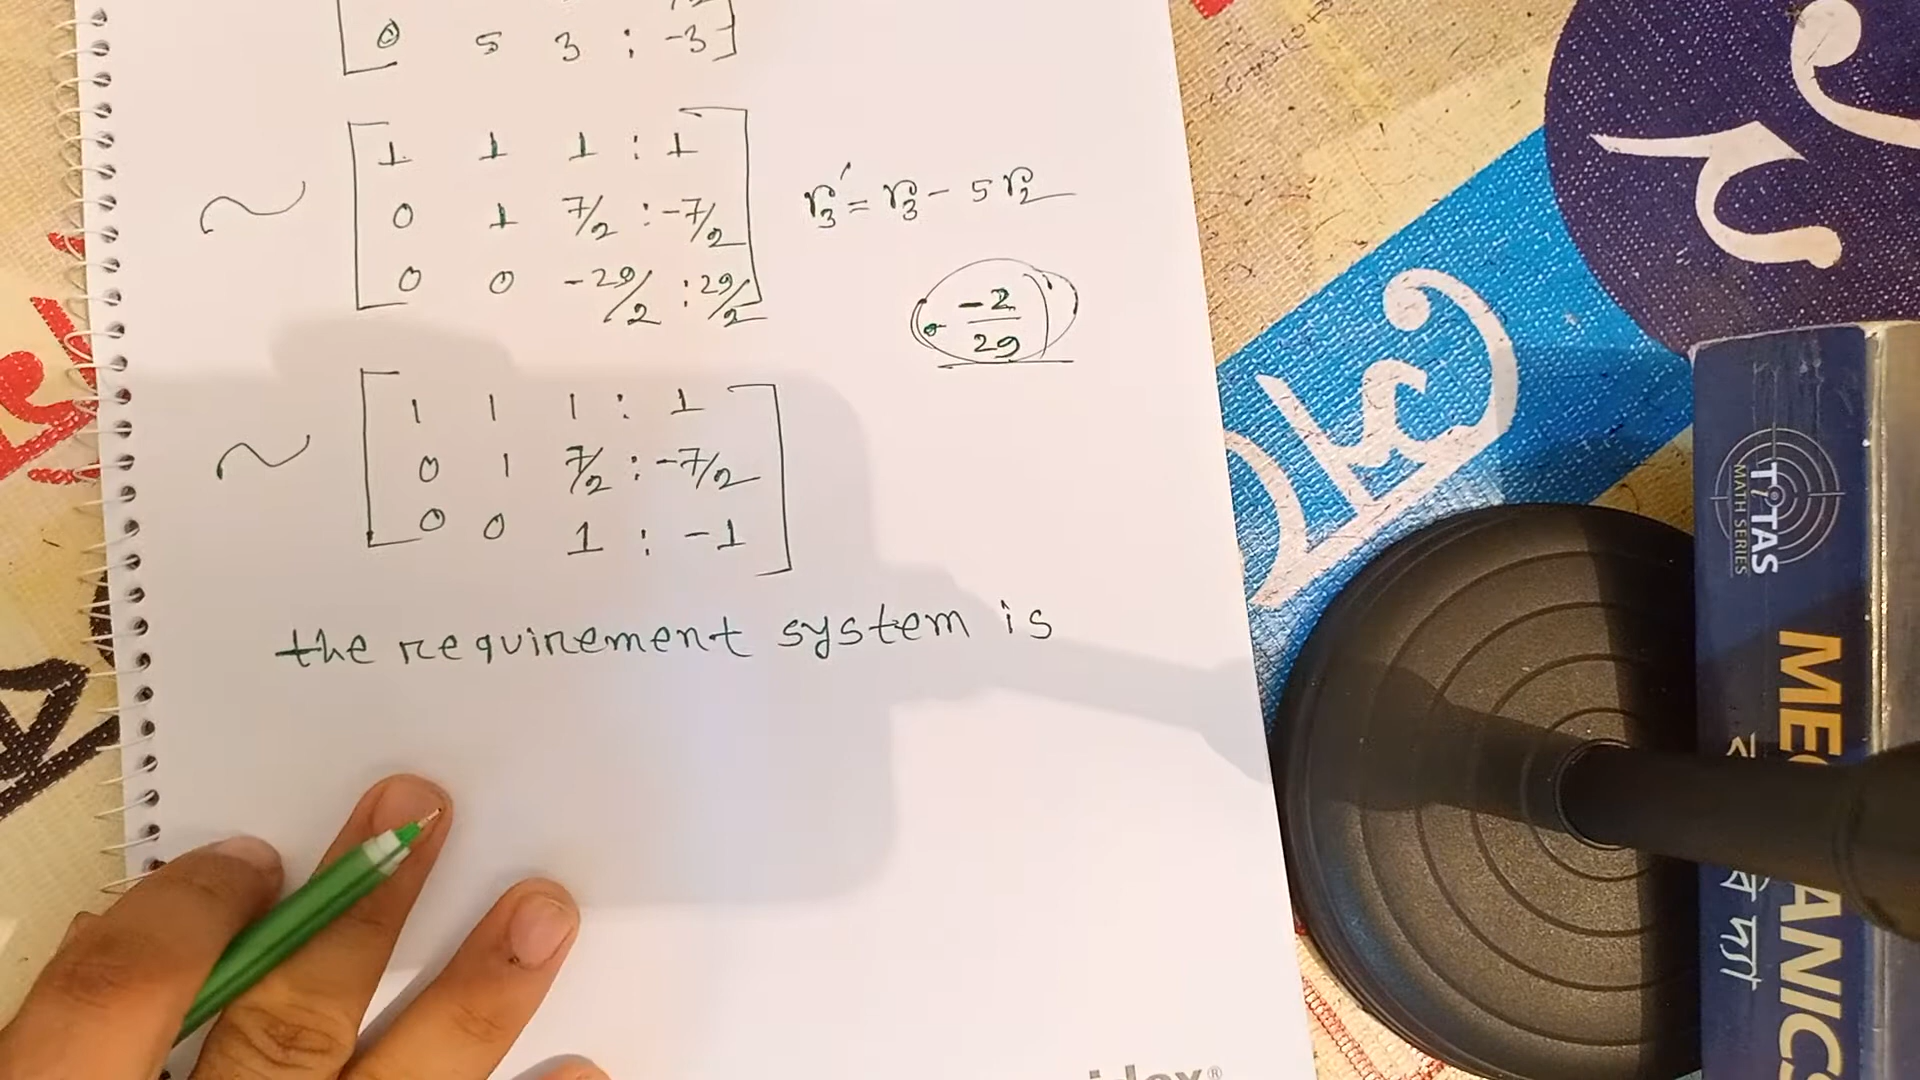 0 5 3 : -3
1 1 1 : 1
0 1 7/2 : -7/2
0 0 -29/2 : 29/2
r₃′ = r₃ - 5r₂
-2/29
~
1 1 1 : 1
0 1 7/2 : -7/2
0 0 1 : -1
~
the requirement system is
TITAS
MATH SERIES